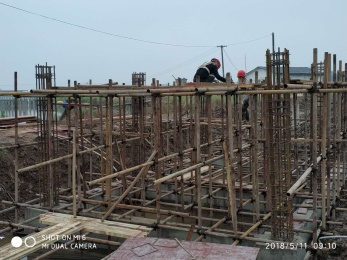 SHOT ON MI 6
MI DUAL CAMERA
2018/5/11 09:10